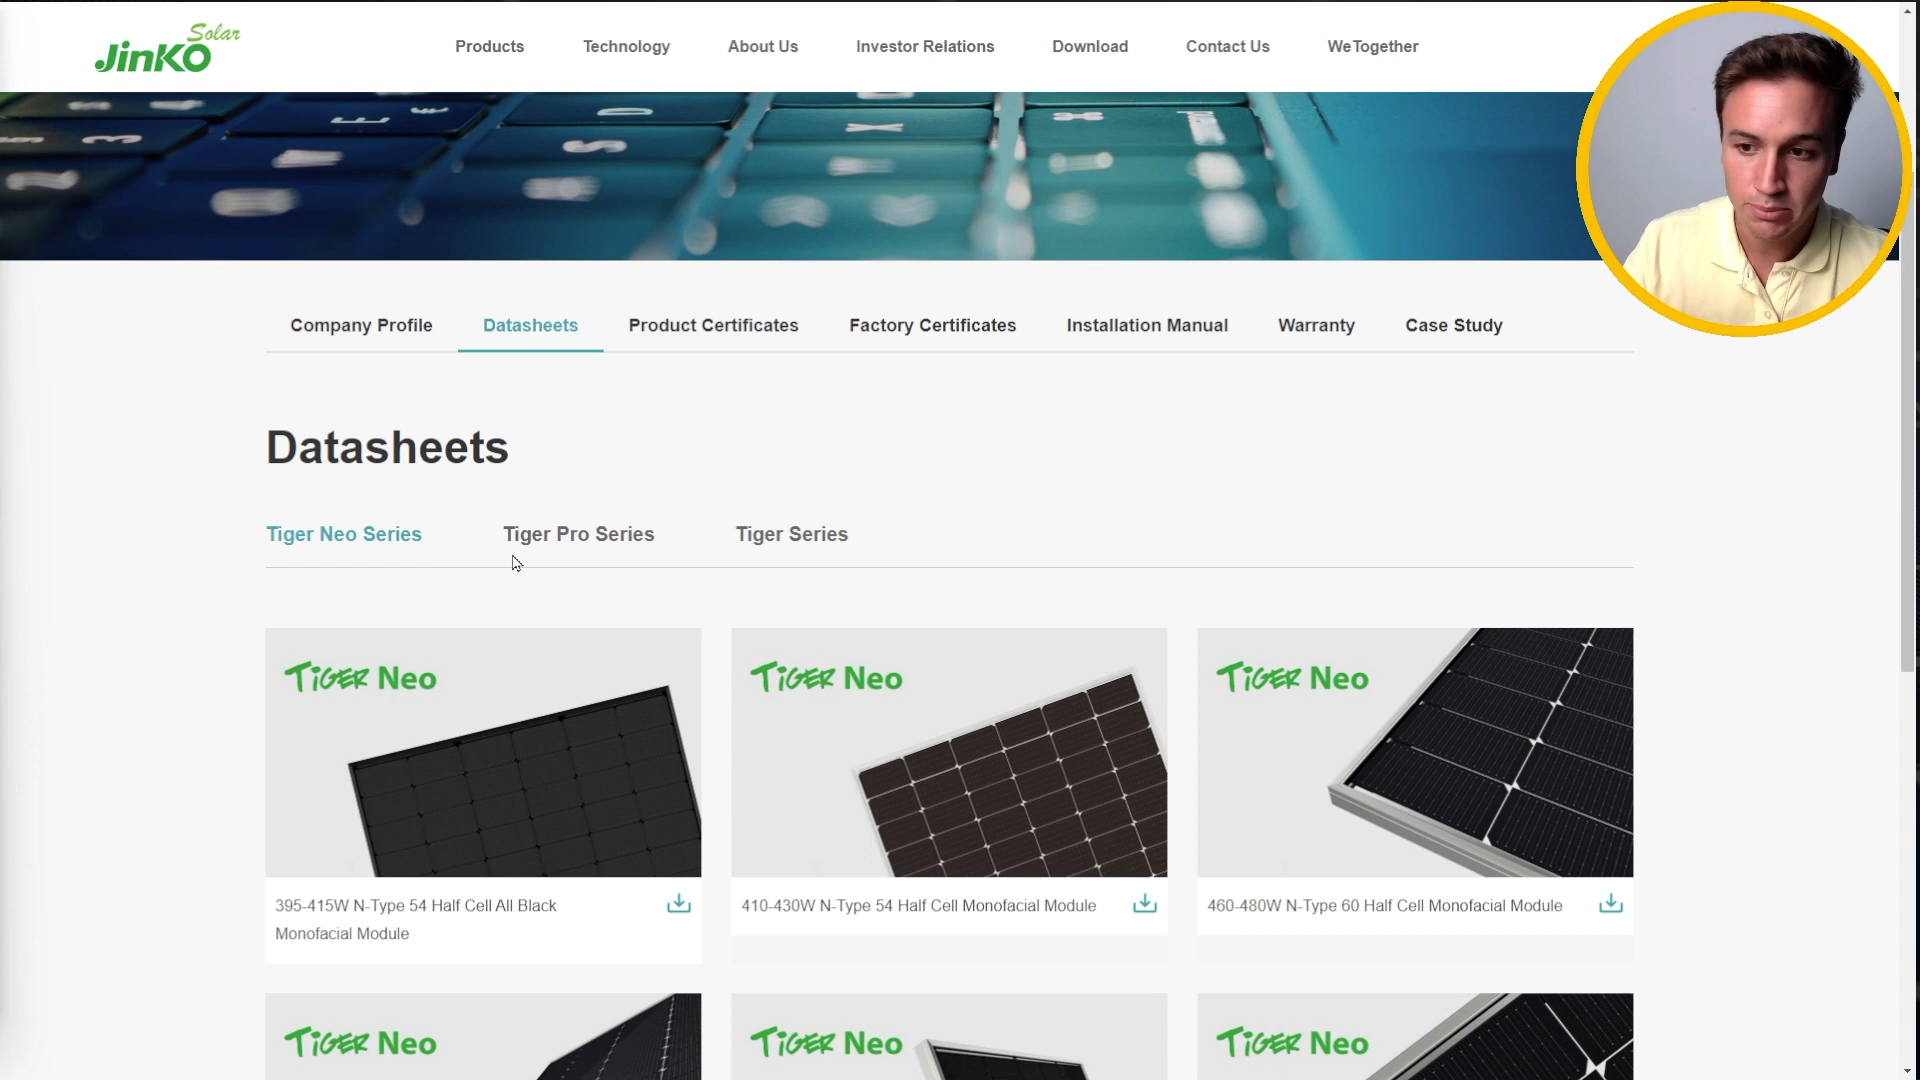 Solar
JinKO
Products
Technology
About Us
Investor Relations
Download
Contact Us
WeTogether
Company Profile
Datasheets
Product Certificates
Factory Certificates
Installation Manual
Warranty
Case Study
Datasheets
Tiger Neo Series
Tiger Pro Series
Tiger Series
TiGER Neo
TiGER Neo
TiGER Neo
395-415W N-Type 54 Half Cell All Black
Monofacial Module
410-430W N-Type 54 Half Cell Monofacial Module
460-480W N-Type 60 Half Cell Monofacial Module
TiGER Neo
TiGER Neo
TiGER Neo